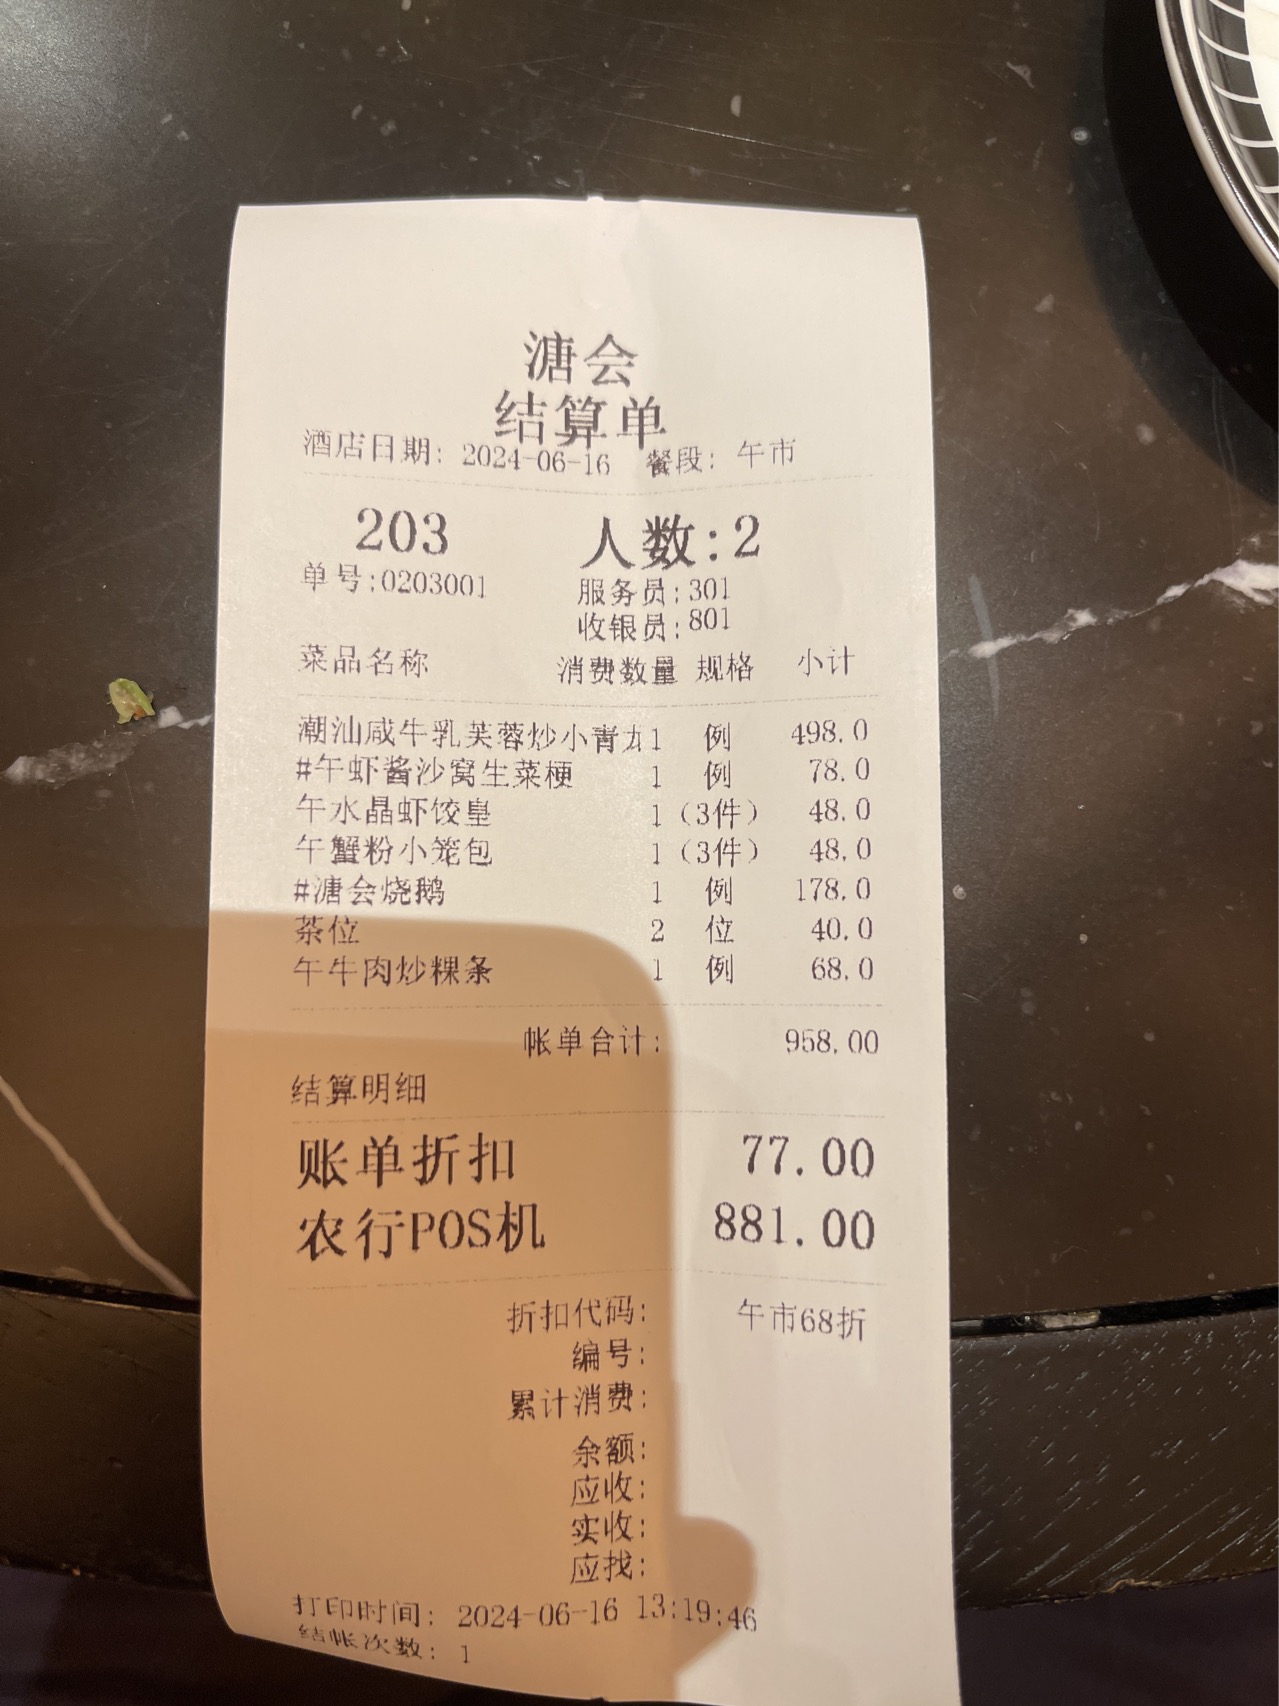 溏会
结算单
酒店日期: 2024-06-16 餐段: 午市
203 人数:2
单号:0203001 服务员:301
收银员:801
菜品名称 消费数量 规格 小计
潮汕咸牛乳芙蓉炒小青 1 例 498.0
#午虾酱沙窝生菜梗 1 例 78.0
午水晶虾饺皇 1 (3件) 48.0
午蟹粉小笼包 1 (3件) 48.0
#溏会烧鹅 1 例 178.0
茶位 2 位 40.0
午牛肉炒粿条 1 例 68.0
帐单合计: 958.00
结算明细
账单折扣 77.00
农行POS机 881.00
折扣代码: 午市68折
编号:
累计消费:
余额:
应收:
实收:
应找:
打印时间: 2024-06-16 13:19:46
结帐次数: 1